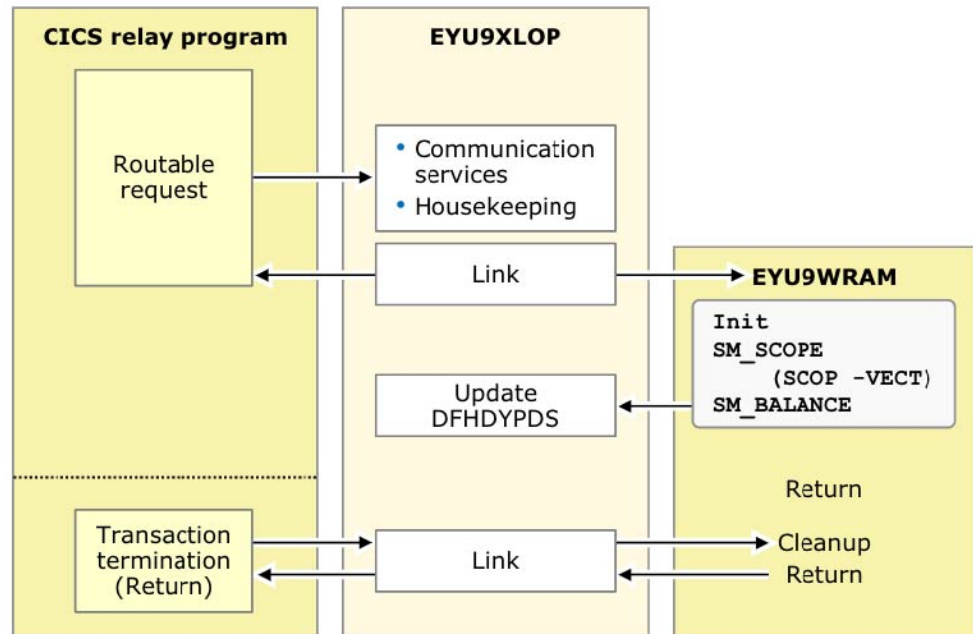 CICS relay program
EYU9XLOP
Routable
request
• Communication
services
• Housekeeping
Link
EYU9WRAM
Init
SM_SCOPE
(SCOP -VECT)
SM_BALANCE
Update
DFHDYPDS
Return
Transaction
termination
(Return)
Link
Cleanup
Return